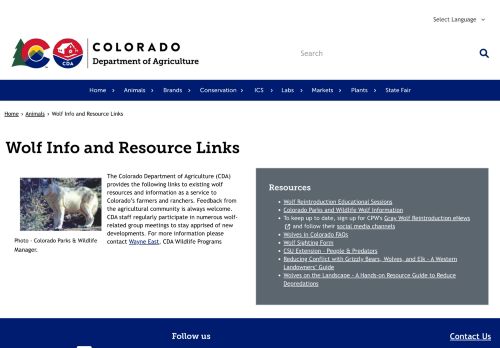 Select Language
COLORADO
Department of Agriculture
CDA
Search
Home
Animals
Brands
Conservation
ICS
Labs
Markets
Plants
State Fair
Home › Animals › Wolf Info and Resource Links
Wolf Info and Resource Links
Photo - Colorado Parks & Wildlife
The Colorado Department of Agriculture (CDA)
provides the following links to existing wolf
resources and information as a service to
Colorado's farmers and ranchers. Feedback from
the agricultural community is always welcome.
CDA staff regularly participate in numerous wolf-
related group meetings to stay apprised of new
developments. For more information please
contact Wayne East, CDA Wildlife Programs
Manager.
Resources
• Wolf Reintroduction Educational Sessions
• Colorado Parks and Wildlife Wolf Information
• To keep up to date, sign up for CPW's Gray Wolf Reintroduction eNews
and follow their social media channels
• Wolves in Colorado FAQs
• Wolf Sighting Form
• CSU Extension - People & Predators
• Reducing Conflict with Grizzly Bears, Wolves, and Elk - A Western
Landowners' Guide
• Wolves on the Landscape - A Hands-on Resource Guide to Reduce
Depredations
Follow us
Contact Us